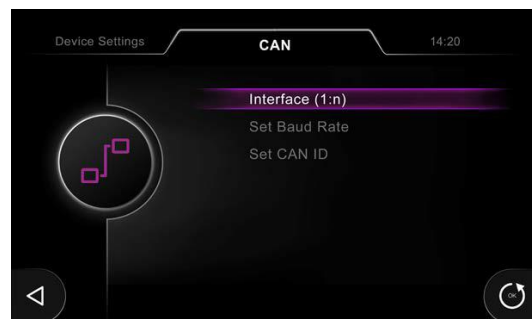 Device Settings
CAN
14:20
Interface (1:n)
Set Baud Rate
Set CAN ID
OK